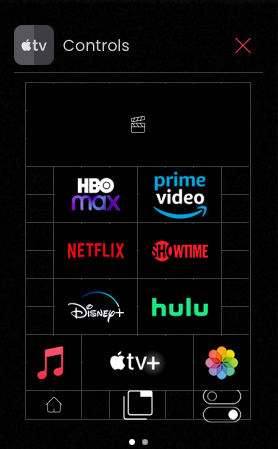 tv Controls
HBO
max
prime
video
NETFLIX
SHOWTIME
Disney+
hulu
tv+